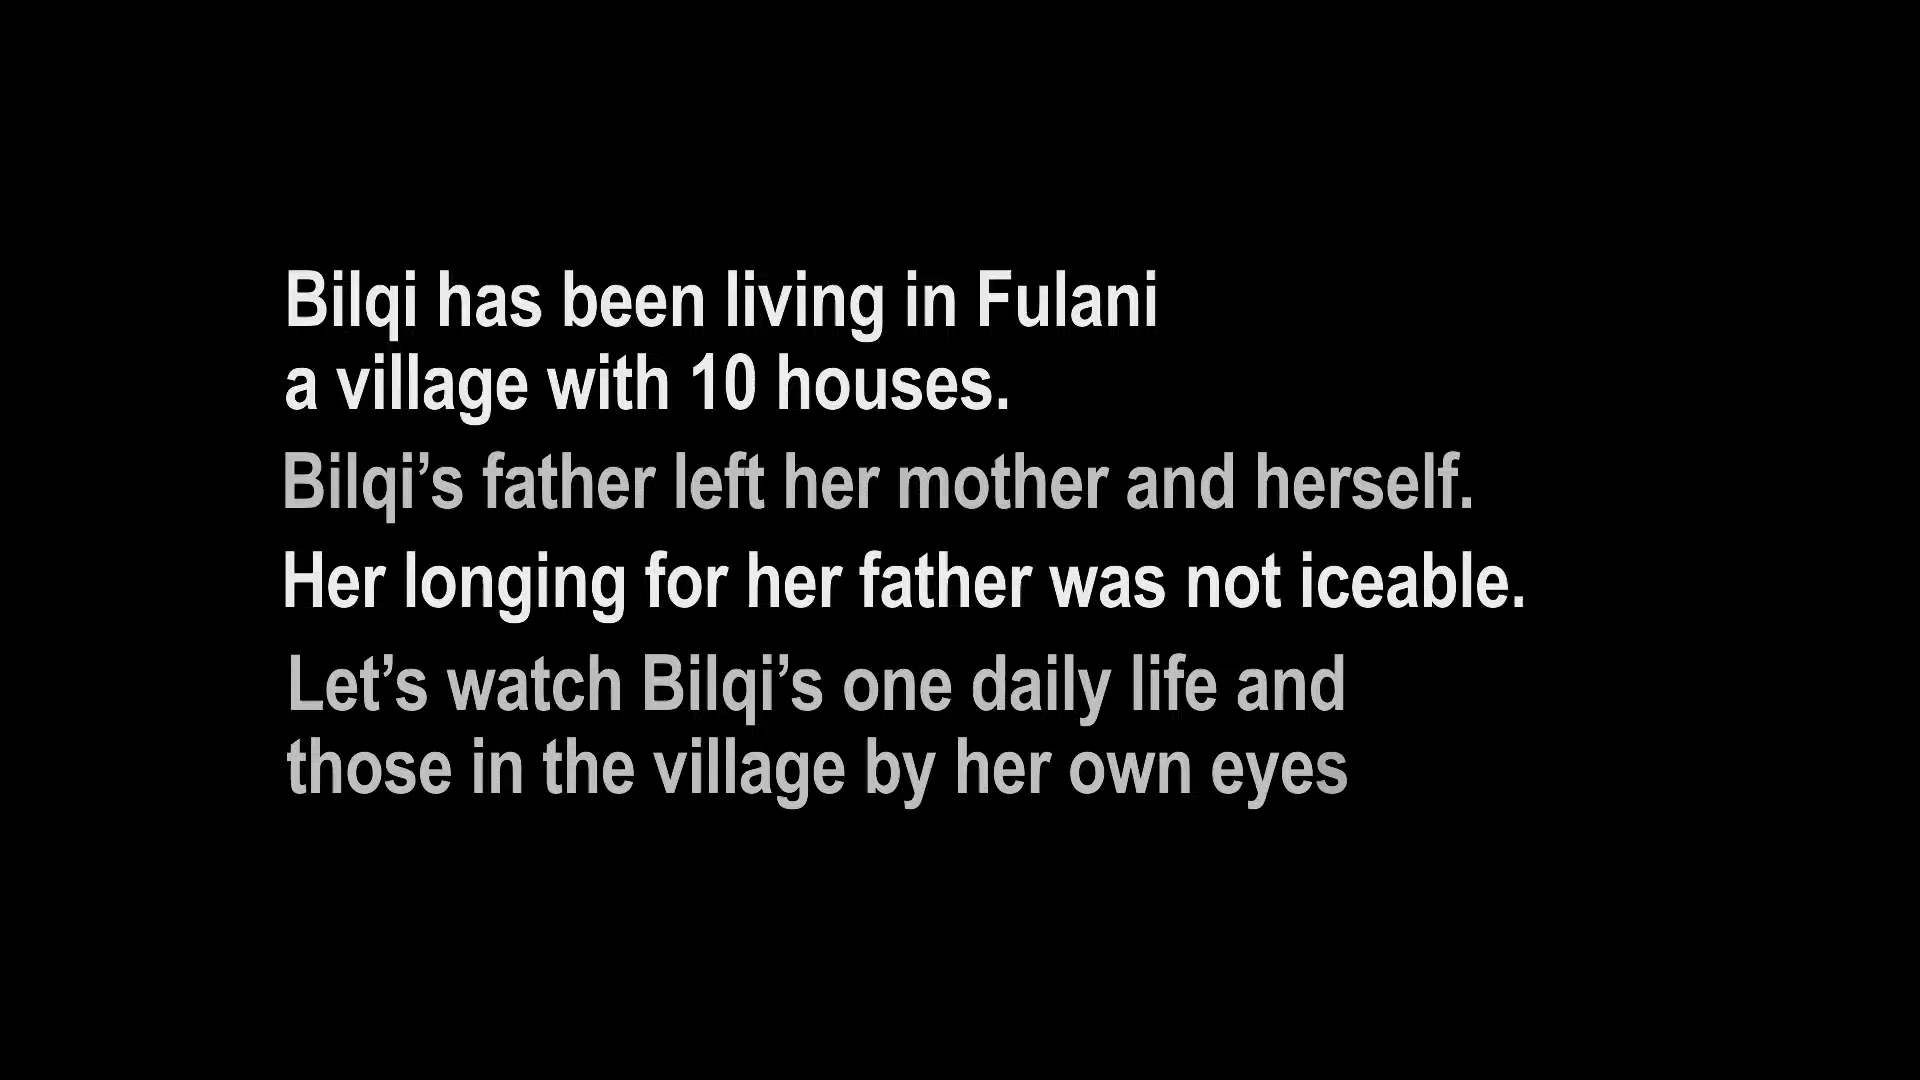 Bilqi has been living in Fulani
a village with 10 houses.
Bilqi’s father left her mother and herself.
Her longing for her father was not iceable.
Let’s watch Bilqi’s one daily life and
those in the village by her own eyes